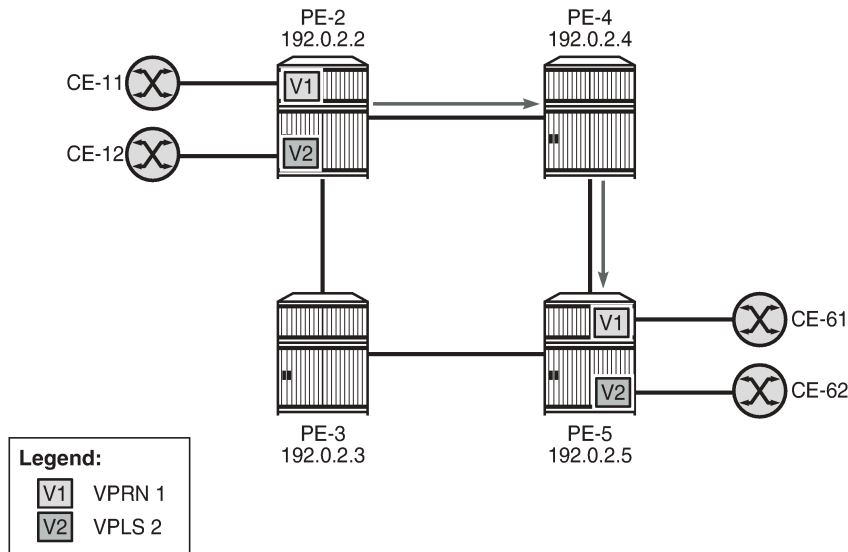 PE-2
192.0.2.2
PE-4
192.0.2.4
CE-11
V1
CE-12
V2
V1
CE-61
V2
CE-62
PE-3
192.0.2.3
PE-5
192.0.2.5
Legend:
V1 VPRN 1
V2 VPLS 2